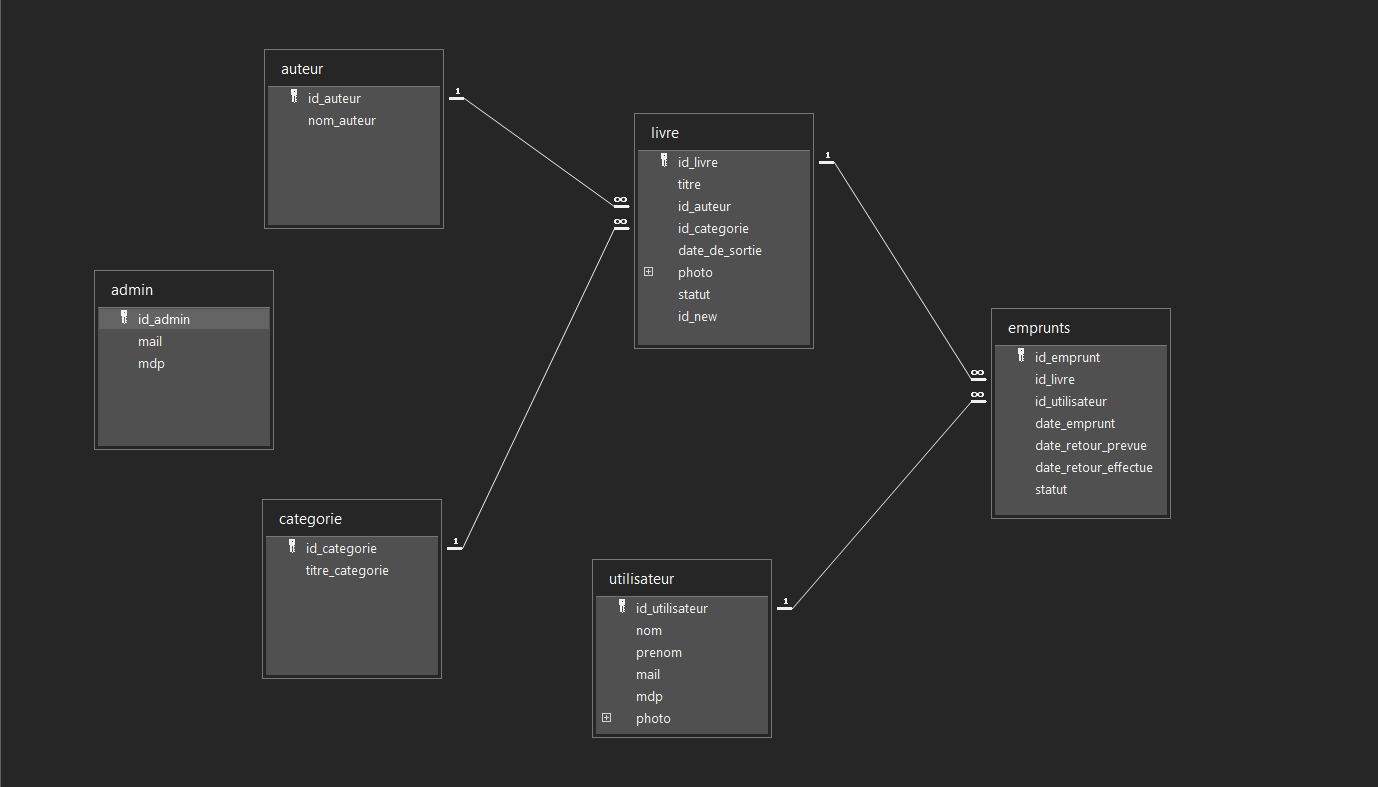 auteur
id_auteur
nom_auteur
1
∞
∞
livre
id_livre
titre
id_auteur
id_categorie
date_de_sortie
photo
statut
id_new
1
admin
id_admin
mail
mdp
∞
∞
emprunts
id_emprunt
id_livre
id_utilisateur
date_emprunt
date_retour_prevue
date_retour_effectue
statut
categorie
id_categorie
titre_categorie
1
utilisateur
id_utilisateur
nom
prenom
mail
mdp
photo
1